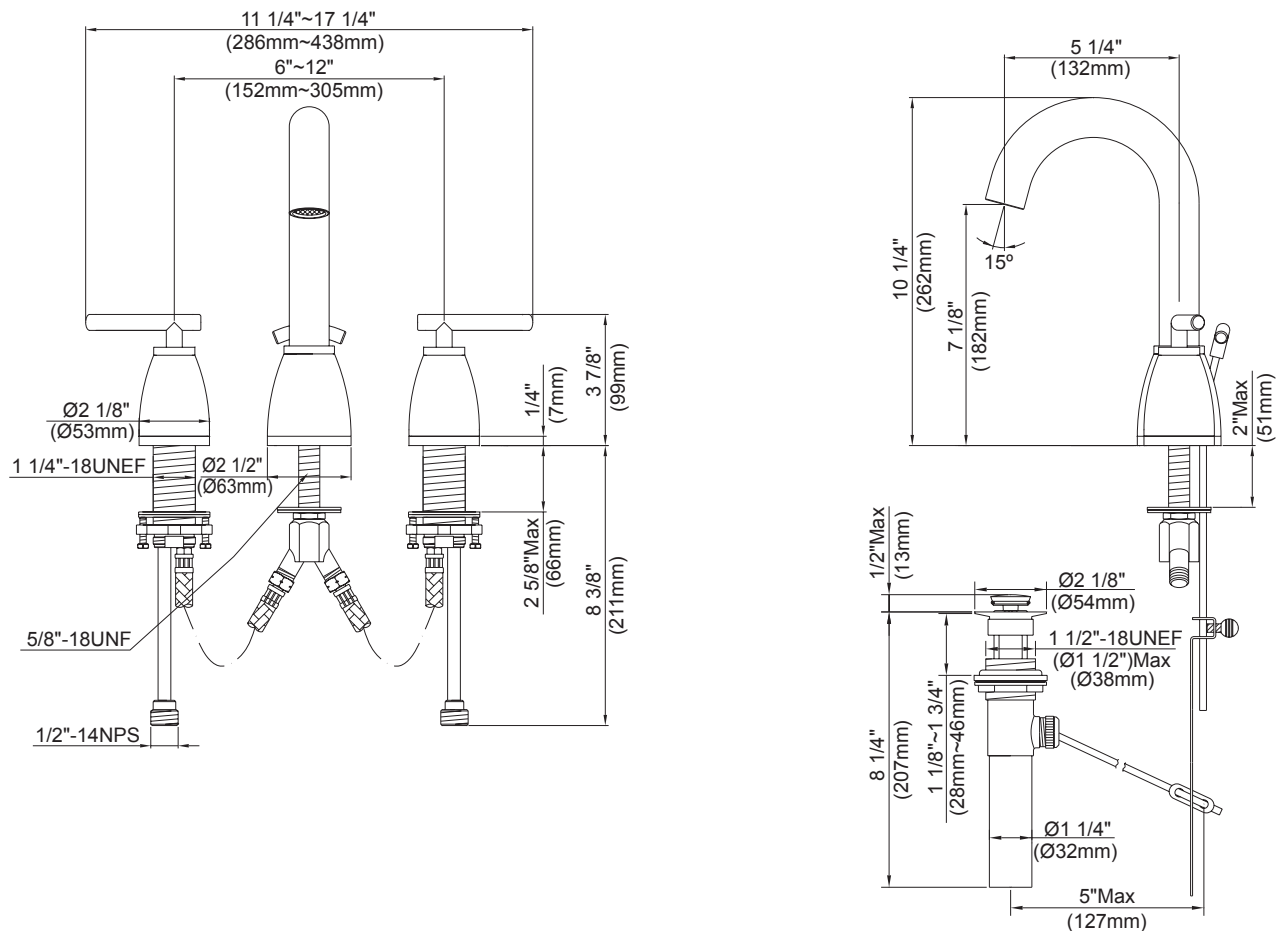 11 1/4"~17 1/4"
(286mm~438mm)
6"~12"
(152mm~305mm)
Ø2 1/8"
(Ø53mm)
1 1/4"-18UNEF
Ø2 1/2"
(Ø63mm)
1/4"
(7mm)
3 7/8"
(99mm)
2 5/8"Max
(66mm)
8 3/8"
(211mm)
5/8"-18UNF
1/2"-14NPS
5 1/4"
(132mm)
10 1/4"
(262mm)
7 1/8"
(182mm)
15º
2"Max
(51mm)
1/2"Max
(13mm)
Ø2 1/8"
(Ø54mm)
1 1/2"-18UNEF
(Ø1 1/2")Max
(Ø38mm)
8 1/4"
(207mm)
1 1/8"~1 3/4"
(28mm~46mm)
Ø1 1/4"
(Ø32mm)
5"Max
(127mm)